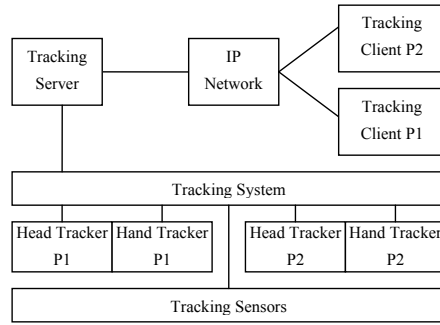 Tracking
Server
IP
Network
Tracking
Client P2
Tracking
Client P1
Tracking System
Head Tracker
P1
Hand Tracker
P1
Head Tracker
P2
Hand Tracker
P2
Tracking Sensors